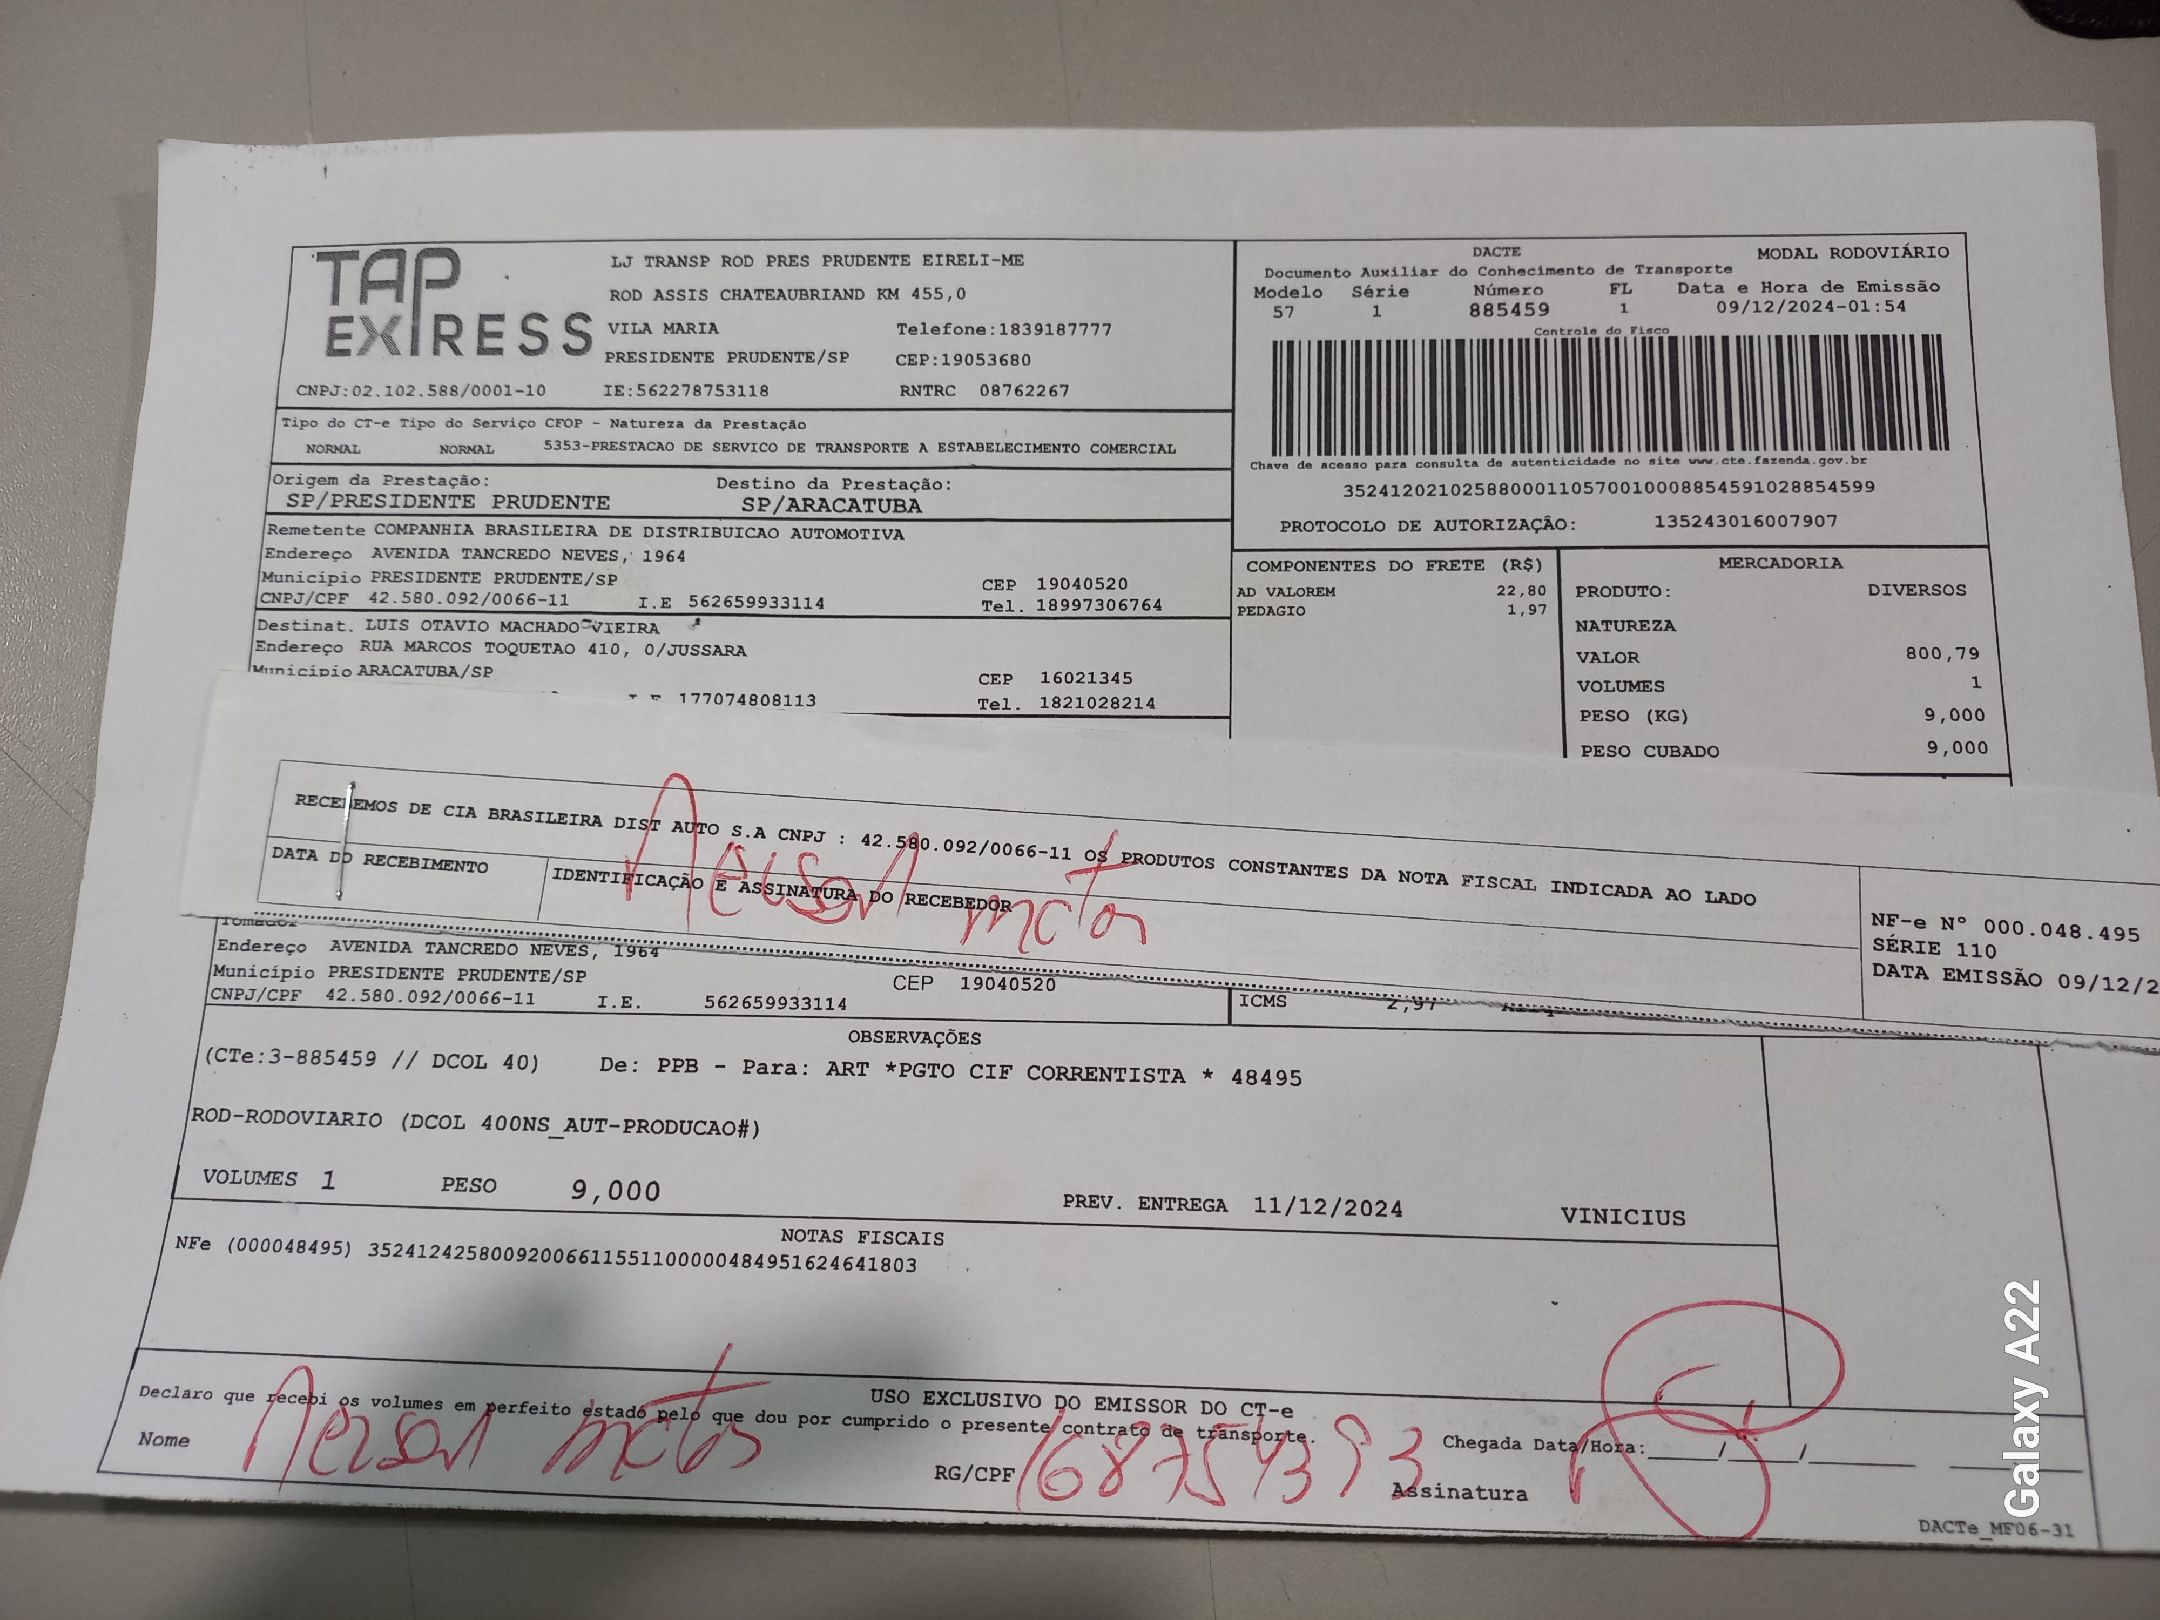 TAP EXPRESS
LJ TRANSP ROD PRES PRUDENTE EIRELI-ME
ROD ASSIS CHATEAUBRIAND KM 455,0
VILA MARIA Telefone:1839187777
PRESIDENTE PRUDENTE/SP CEP:19053680
CNPJ:02.102.588/0001-10 IE:562278753118 RNTRC 08762267
DACTE MODAL RODOVIÁRIO
Documento Auxiliar do Conhecimento de Transporte
Modelo Série Número FL Data e Hora de Emissão
57 1 885459 1 09/12/2024-01:54
Controle do Fisco
Chave de acesso para consulta de autenticidade no site www.cte.fazenda.gov.br
35241202102588000110570010008854591028854599
PROTOCOLO DE AUTORIZAÇÃO: 135243016007907
Tipo do CT-e Tipo do Serviço CFOP - Natureza da Prestação
NORMAL NORMAL 5353-PRESTACAO DE SERVICO DE TRANSPORTE A ESTABELECIMENTO COMERCIAL
Origem da Prestação: Destino da Prestação:
SP/PRESIDENTE PRUDENTE SP/ARACATUBA
Remetente COMPANHIA BRASILEIRA DE DISTRIBUICAO AUTOMOTIVA
Endereço AVENIDA TANCREDO NEVES, 1964
Município PRESIDENTE PRUDENTE/SP CEP 19040520
CNPJ/CPF 42.580.092/0066-11 I.E 562659933114 Tel. 18997306764
Destinat. LUIS OTAVIO MACHADO VIEIRA
Endereço RUA MARCOS TOQUETAO 410, 0/JUSSARA
Município ARACATUBA/SP CEP 16021345
177074808113 Tel. 1821028214
COMPONENTES DO FRETE (R$)
AD VALOREM 22,80
PEDAGIO 1,97
MERCADORIA
PRODUTO: DIVERSOS
NATUREZA
VALOR 800,79
VOLUMES 1
PESO (KG) 9,000
PESO CUBADO 9,000
RECEBEMOS DE CIA BRASILEIRA DIST AUTO S.A CNPJ : 42.580.092/0066-11 OS PRODUTOS CONSTANTES DA NOTA FISCAL INDICADA AO LADO
DATA DO RECEBIMENTO IDENTIFICAÇÃO E ASSINATURA DO RECEBEDOR
NF-e N° 000.048.495
SÉRIE 110
DATA EMISSÃO 09/12/2
Endereço AVENIDA TANCREDO NEVES, 1964
Município PRESIDENTE PRUDENTE/SP CEP 19040520
CNPJ/CPF 42.580.092/0066-11 I.E. 562659933114
ICMS 2,97
OBSERVAÇÕES
(CTe:3-885459 // DCOL 40) De: PPB - Para: ART *PGTO CIF CORRENTISTA * 48495
ROD-RODOVIARIO (DCOL 400NS_AUT-PRODUCAO#)
VOLUMES 1 PESO 9,000 PREV. ENTREGA 11/12/2024 VINICIUS
NOTAS FISCAIS
NFe (000048495) 35241242580092006611551100000484951624641803
USO EXCLUSIVO DO EMISSOR DO CT-e
Declaro que recebi os volumes em perfeito estado pelo que dou por cumprido o presente contrato de transporte.
Nome RG/CPF Assinatura
Chegada Data/Hora:____/____/______ ______
DACTe_MF06-31
Galaxy A22